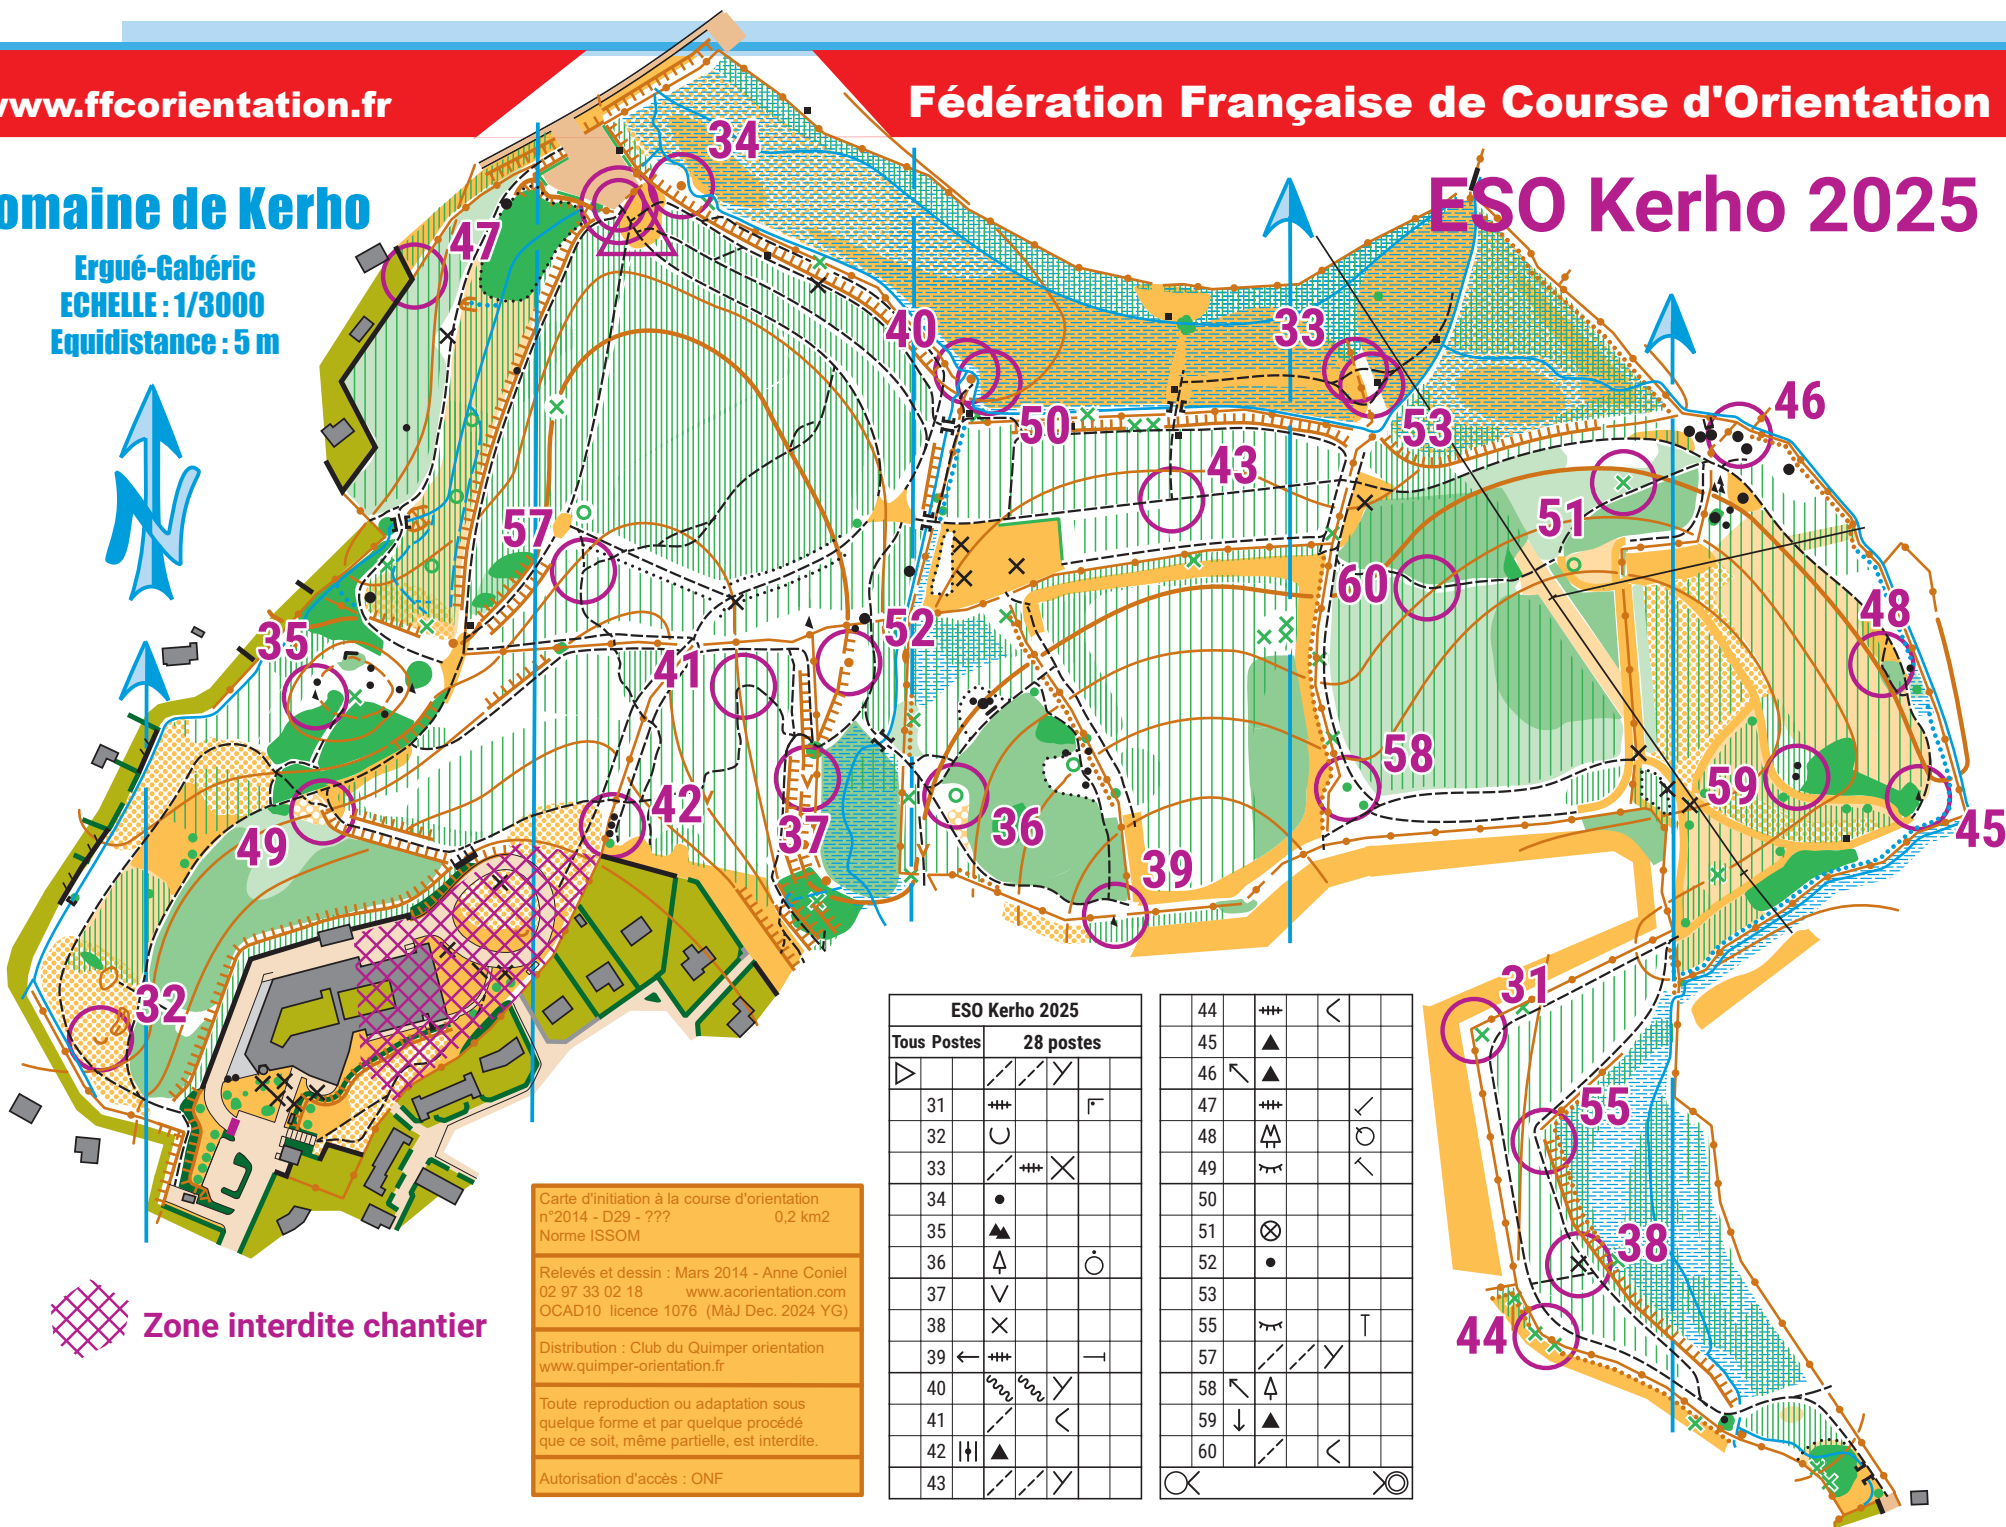 www.ffcorientation.fr
Fédération Française de Course d'Orientation
omaine de Kerho
Ergué-Gabéric
ECHELLE : 1/3000
Equidistance : 5 m
N
ESO Kerho 2025
34
47
40
33
50
53
46
43
57
51
60
35
52
48
41
58
59
42
37
36
49
45
39
32
31
55
38
44
Zone interdite chantier
Carte d'initiation à la course d'orientation
n°2014 - D29 - ??? 0,2 km2
Norme ISSOM
Relevés et dessin : Mars 2014 - Anne Coniel
02 97 33 02 18 www.acorientation.com
OCAD10 licence 1076 (MàJ Dec. 2024 YG)
Distribution : Club du Quimper orientation
www.quimper-orientation.fr
Toute reproduction ou adaptation sous
quelque forme et par quelque procédé
que ce soit, même partielle, est interdite.
Autorisation d'accès : ONF
ESO Kerho 2025
Tous Postes 28 postes
31
32
33
34
35
36
37
38
39
40
41
42
43
44
45
46
47
48
49
50
51
52
53
55
57
58
59
60